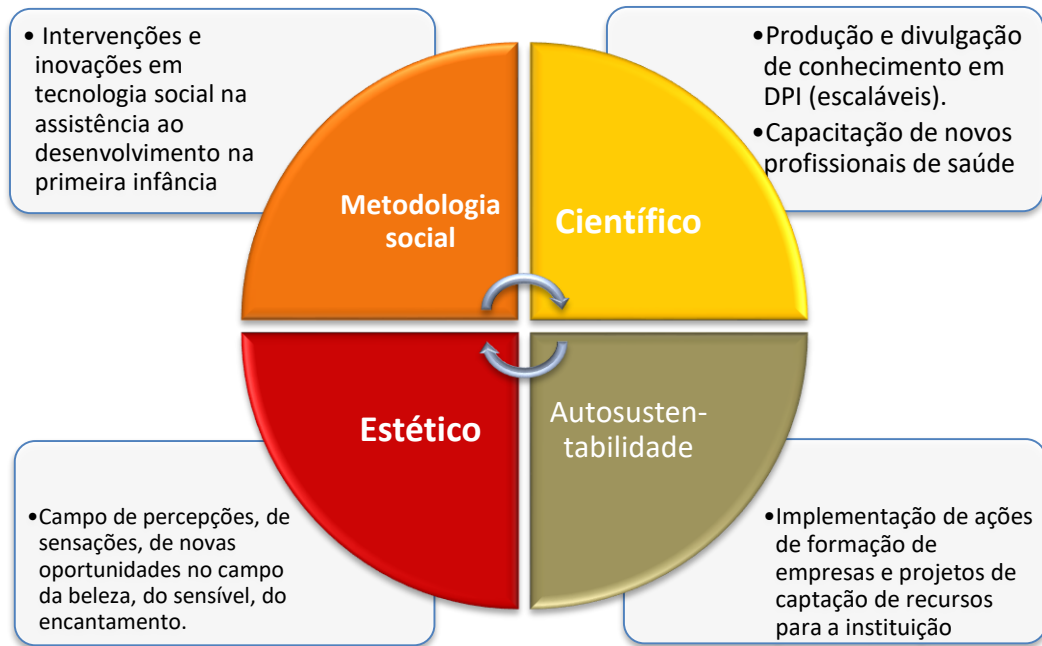 • Intervenções e
inovações em
tecnologia social na
assistência ao
desenvolvimento na
primeira infância
•Produção e divulgação
de conhecimento em
DPI (escaláveis).
•Capacitação de novos
profissionais de saúde
Metodologia
social
Científico
Estético
Autosusten-
tabilidade
•Campo de percepções, de
sensações, de novas
oportunidades no campo
da beleza, do sensível, do
encantamento.
•Implementação de ações
de formação de
empresas e projetos de
captação de recursos
para a instituição